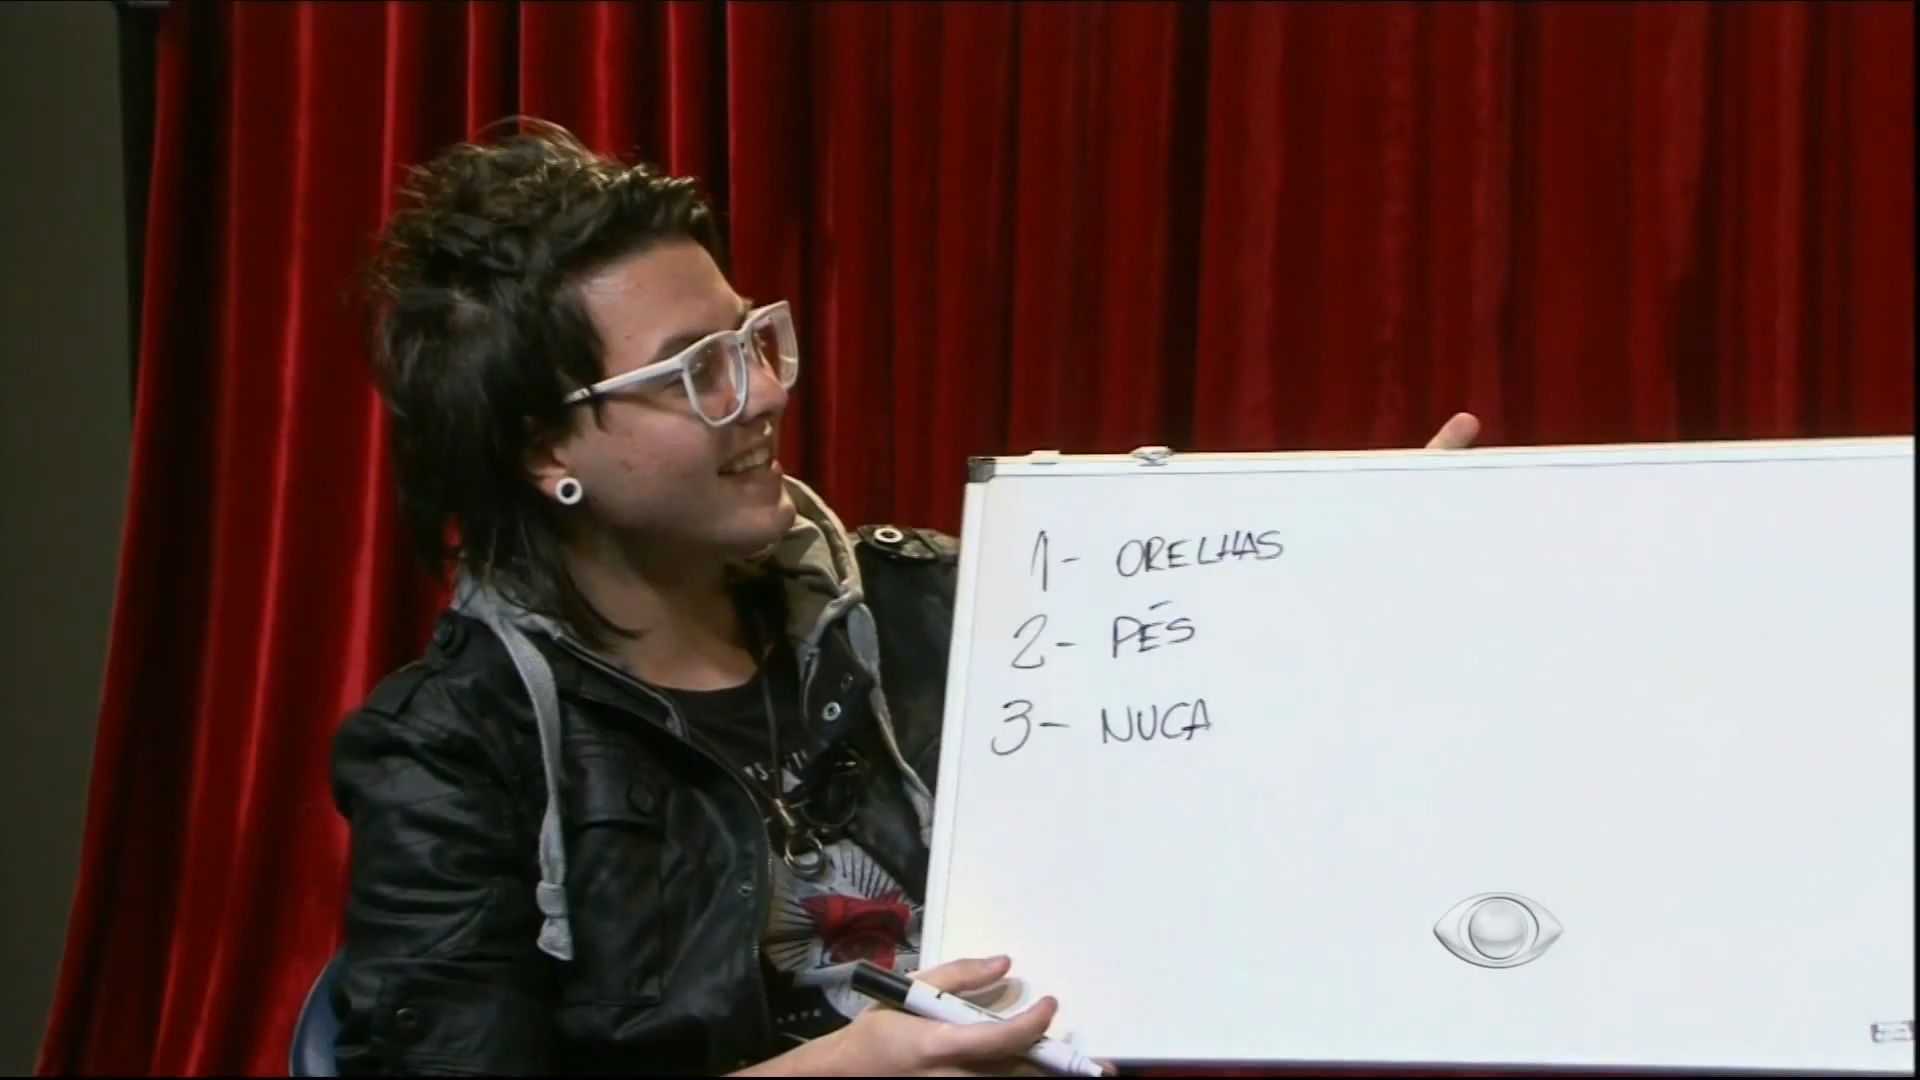 1- ORELHAS
2- PÉS
3- NUCA